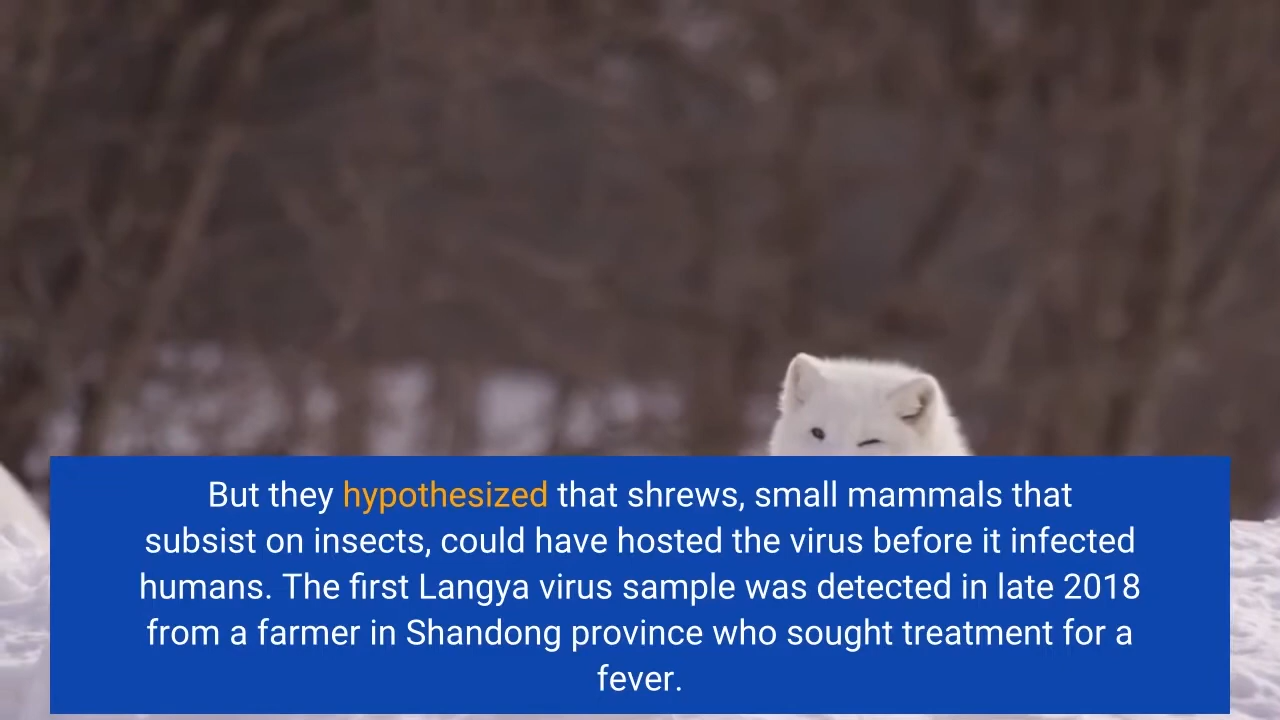 But they hypothesized that shrews, small mammals that
subsist on insects, could have hosted the virus before it infected
humans. The first Langya virus sample was detected in late 2018
from a farmer in Shandong province who sought treatment for a
fever.